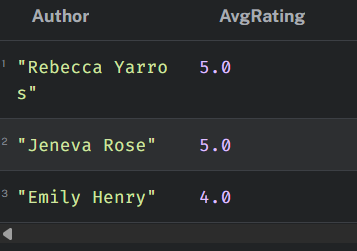 Author AvgRating
1 "Rebecca Yarro 5.0
s"
2 "Jeneva Rose" 5.0
3 "Emily Henry" 4.0